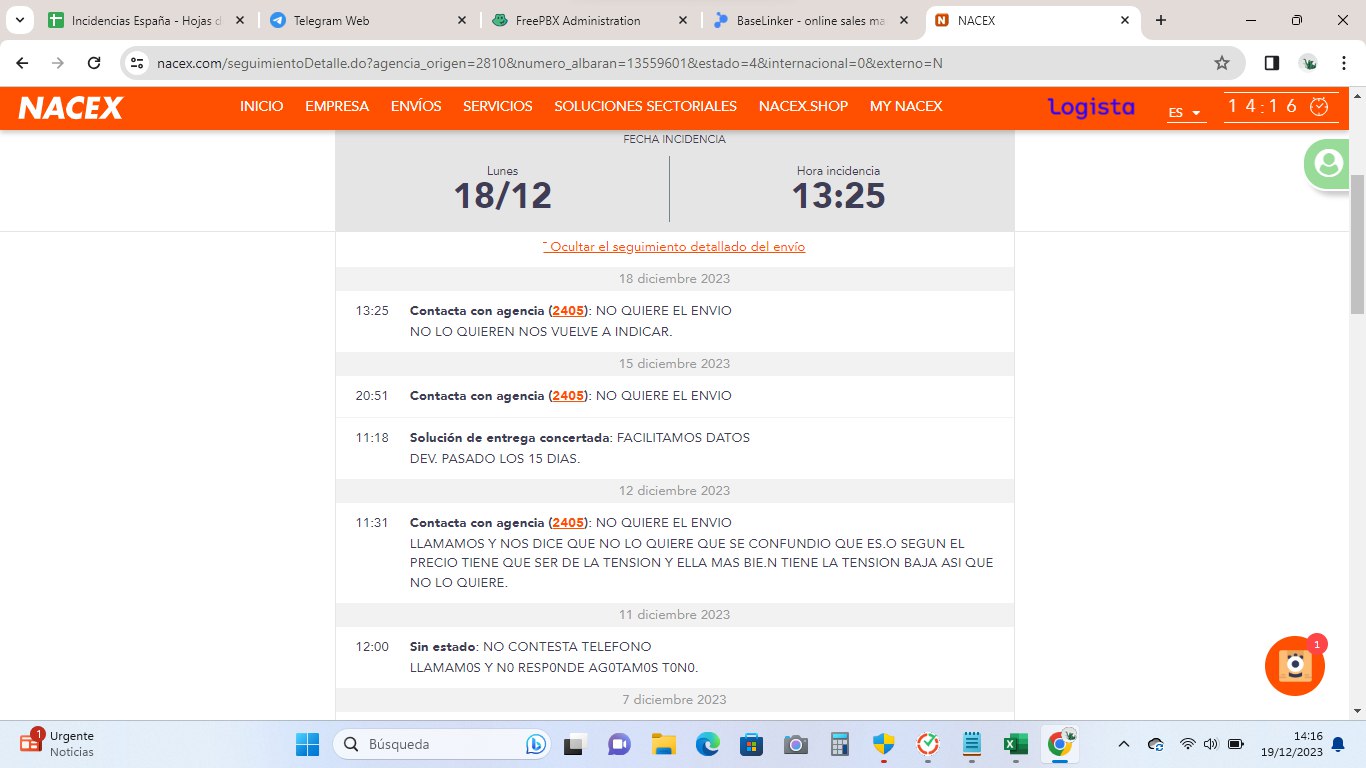 Incidencias España - Hojas d
Telegram Web
FreePBX Administration
BaseLinker - online sales ma
NACEX
nacex.com/seguimientoDetalle.do?agencia_origen=2810&numero_albaran=13559601&estado=4&internacional=0&externo=N
NACEX
INICIO
EMPRESA
ENVÍOS
SERVICIOS
SOLUCIONES SECTORIALES
NACEX.SHOP
MY NACEX
logista
ES
14:16
FECHA INCIDENCIA
Lunes
18/12
Hora incidencia
13:25
ˉ Ocultar el seguimiento detallado del envío
18 diciembre 2023
13:25 Contacta con agencia (2405): NO QUIERE EL ENVIO
NO LO QUIEREN NOS VUELVE A INDICAR.
15 diciembre 2023
20:51 Contacta con agencia (2405): NO QUIERE EL ENVIO
11:18 Solución de entrega concertada: FACILITAMOS DATOS
DEV. PASADO LOS 15 DIAS.
12 diciembre 2023
11:31 Contacta con agencia (2405): NO QUIERE EL ENVIO
LLAMAMOS Y NOS DICE QUE NO LO QUIERE QUE SE CONFUNDIO QUE ES.O SEGUN EL
PRECIO TIENE QUE SER DE LA TENSION Y ELLA MAS BIE.N TIENE LA TENSION BAJA ASI QUE
NO LO QUIERE.
11 diciembre 2023
12:00 Sin estado: NO CONTESTA TELEFONO
LLAMAM0S Y N0 RESP0NDE AG0TAM0S T0N0.
7 diciembre 2023
1
1
Urgente
Noticias
Búsqueda
14:16
19/12/2023